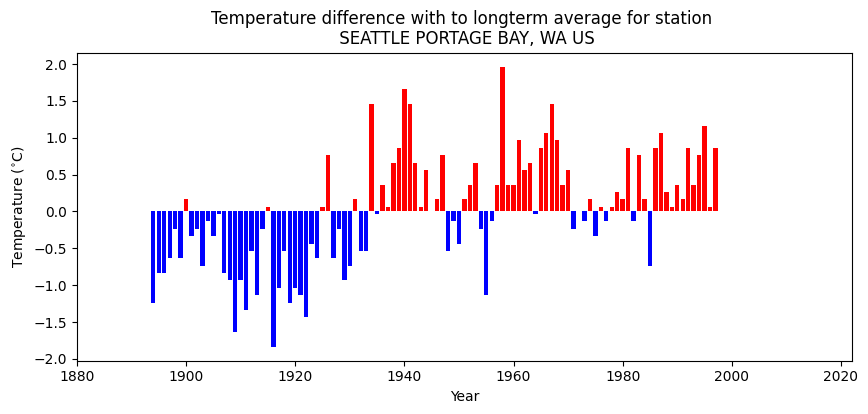 Temperature difference with to longterm average for station
SEATTLE PORTAGE BAY, WA US
Temperature (°C)
2.0
1.5
1.0
0.5
0.0
−0.5
−1.0
−1.5
−2.0
1880 1900 1920 1940 1960 1980 2000 2020
Year